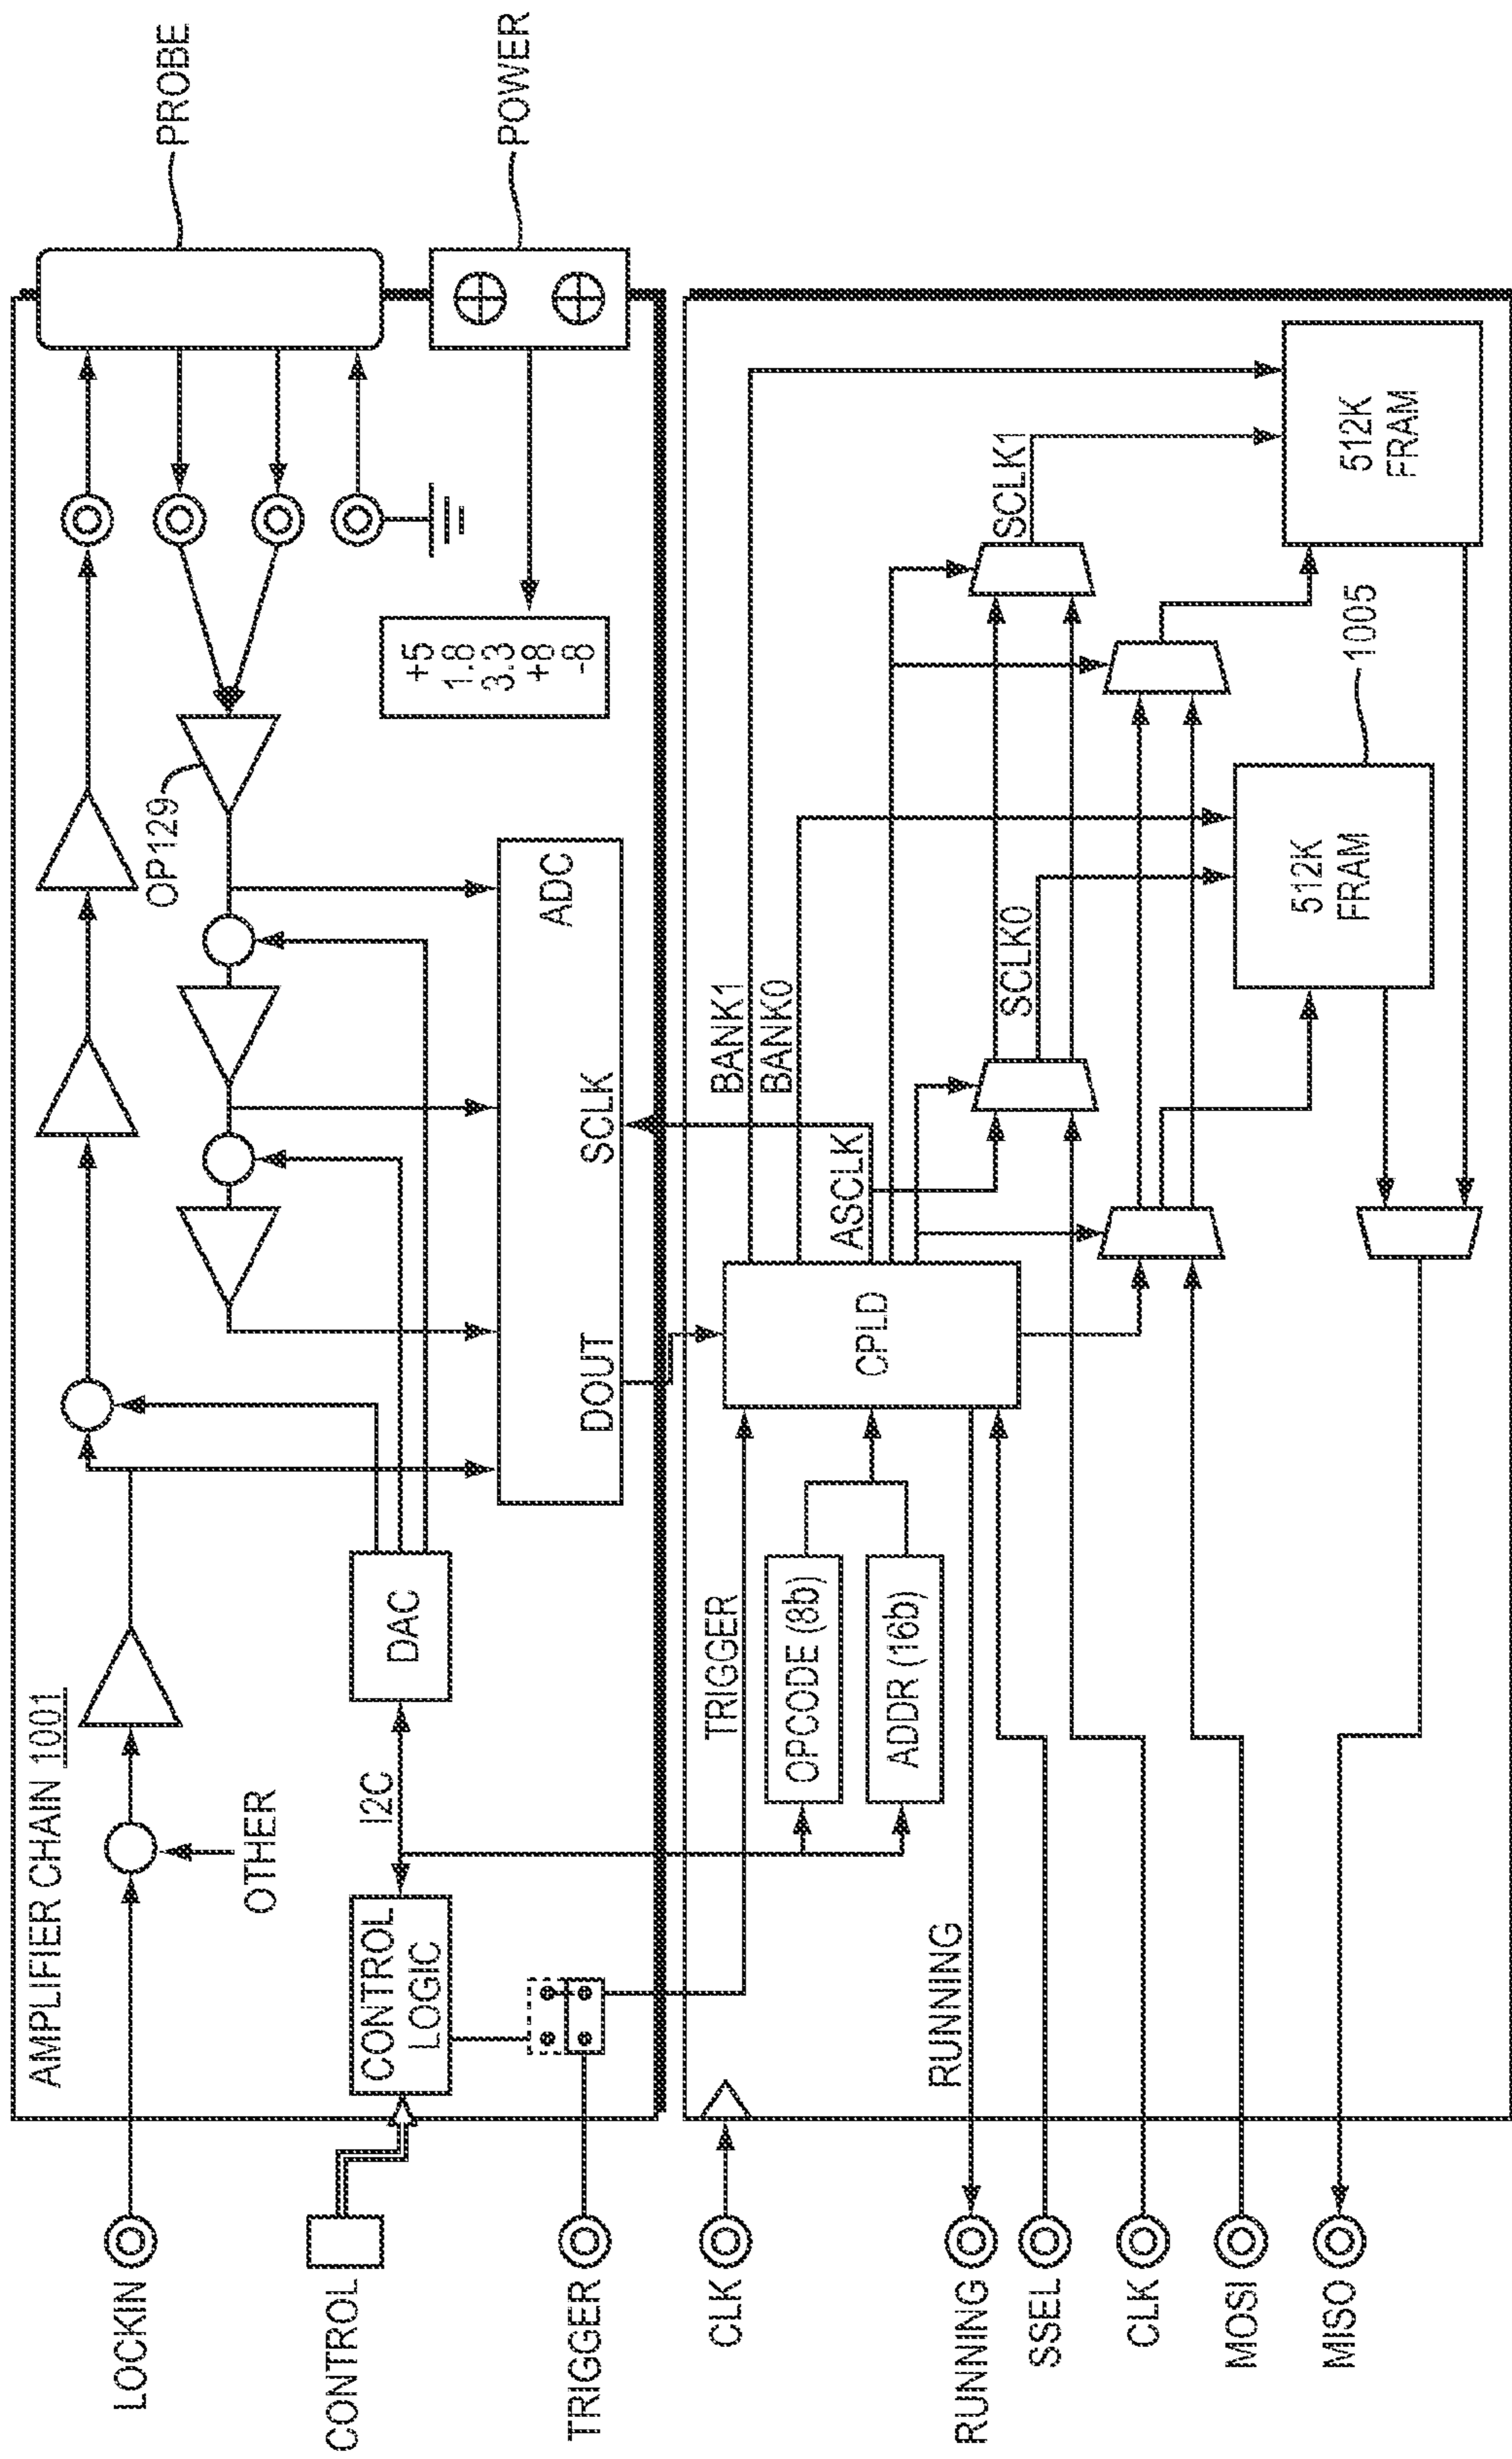 AMPLIFIER CHAIN 1001
LOCKIN
OTHER
CONTROL
CONTROL
LOGIC
I2C
DAC
TRIGGER
OP129
PROBE
POWER
+5
1.8
3.3
+8
-8
ADC
SCLK
DOUT
CLK
TRIGGER
OPCODE (8b)
ADDR (16b)
CPLD
BANK1
BANK0
ASCLK
SCLK0
SCLK1
512K
FRAM
1005
512K
FRAM
RUNNING
RUNNING
SSEL
CLK
MOSI
MISO